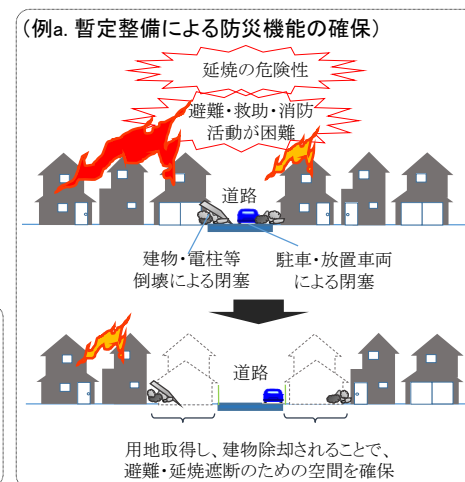 (例a. 暫定整備による防災機能の確保)
延焼の危険性
避難・救助・消防
活動が困難
道路
建物・電柱等
倒壊による閉塞
駐車・放置車両
による閉塞
道路
用地取得し、建物除却されることで、
避難・延焼遮断のための空間を確保